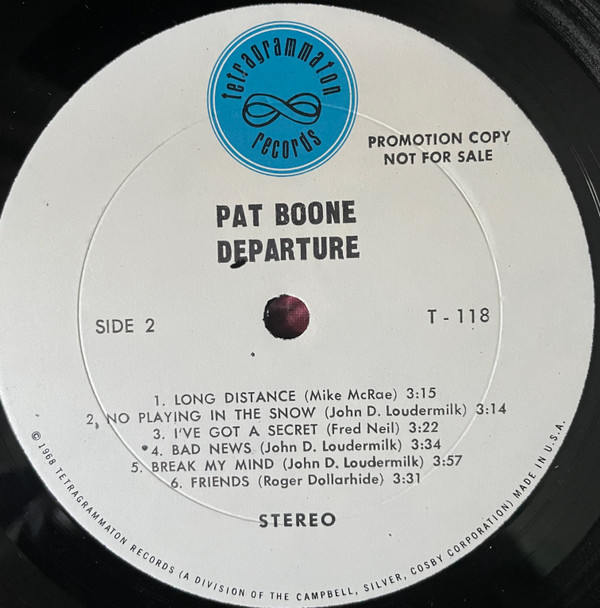 tetragrammaton
records
PROMOTION COPY
NOT FOR SALE
PAT BOONE
DEPARTURE
SIDE 2
T - 118
1. LONG DISTANCE (Mike McRae) 3:15
2. NO PLAYING IN THE SNOW (John D. Loudermilk) 3:14
3. I'VE GOT A SECRET (Fred Neil) 3:22
4. BAD NEWS (John D. Loudermilk) 3:34
5. BREAK MY MIND (John D. Loudermilk) 3:57
6. FRIENDS (Roger Dollarhide) 3:31
STEREO
© 1968 TETRAGRAMMATON RECORDS (A DIVISION OF THE CAMPBELL, SILVER, COSBY CORPORATION) MADE IN U.S.A.